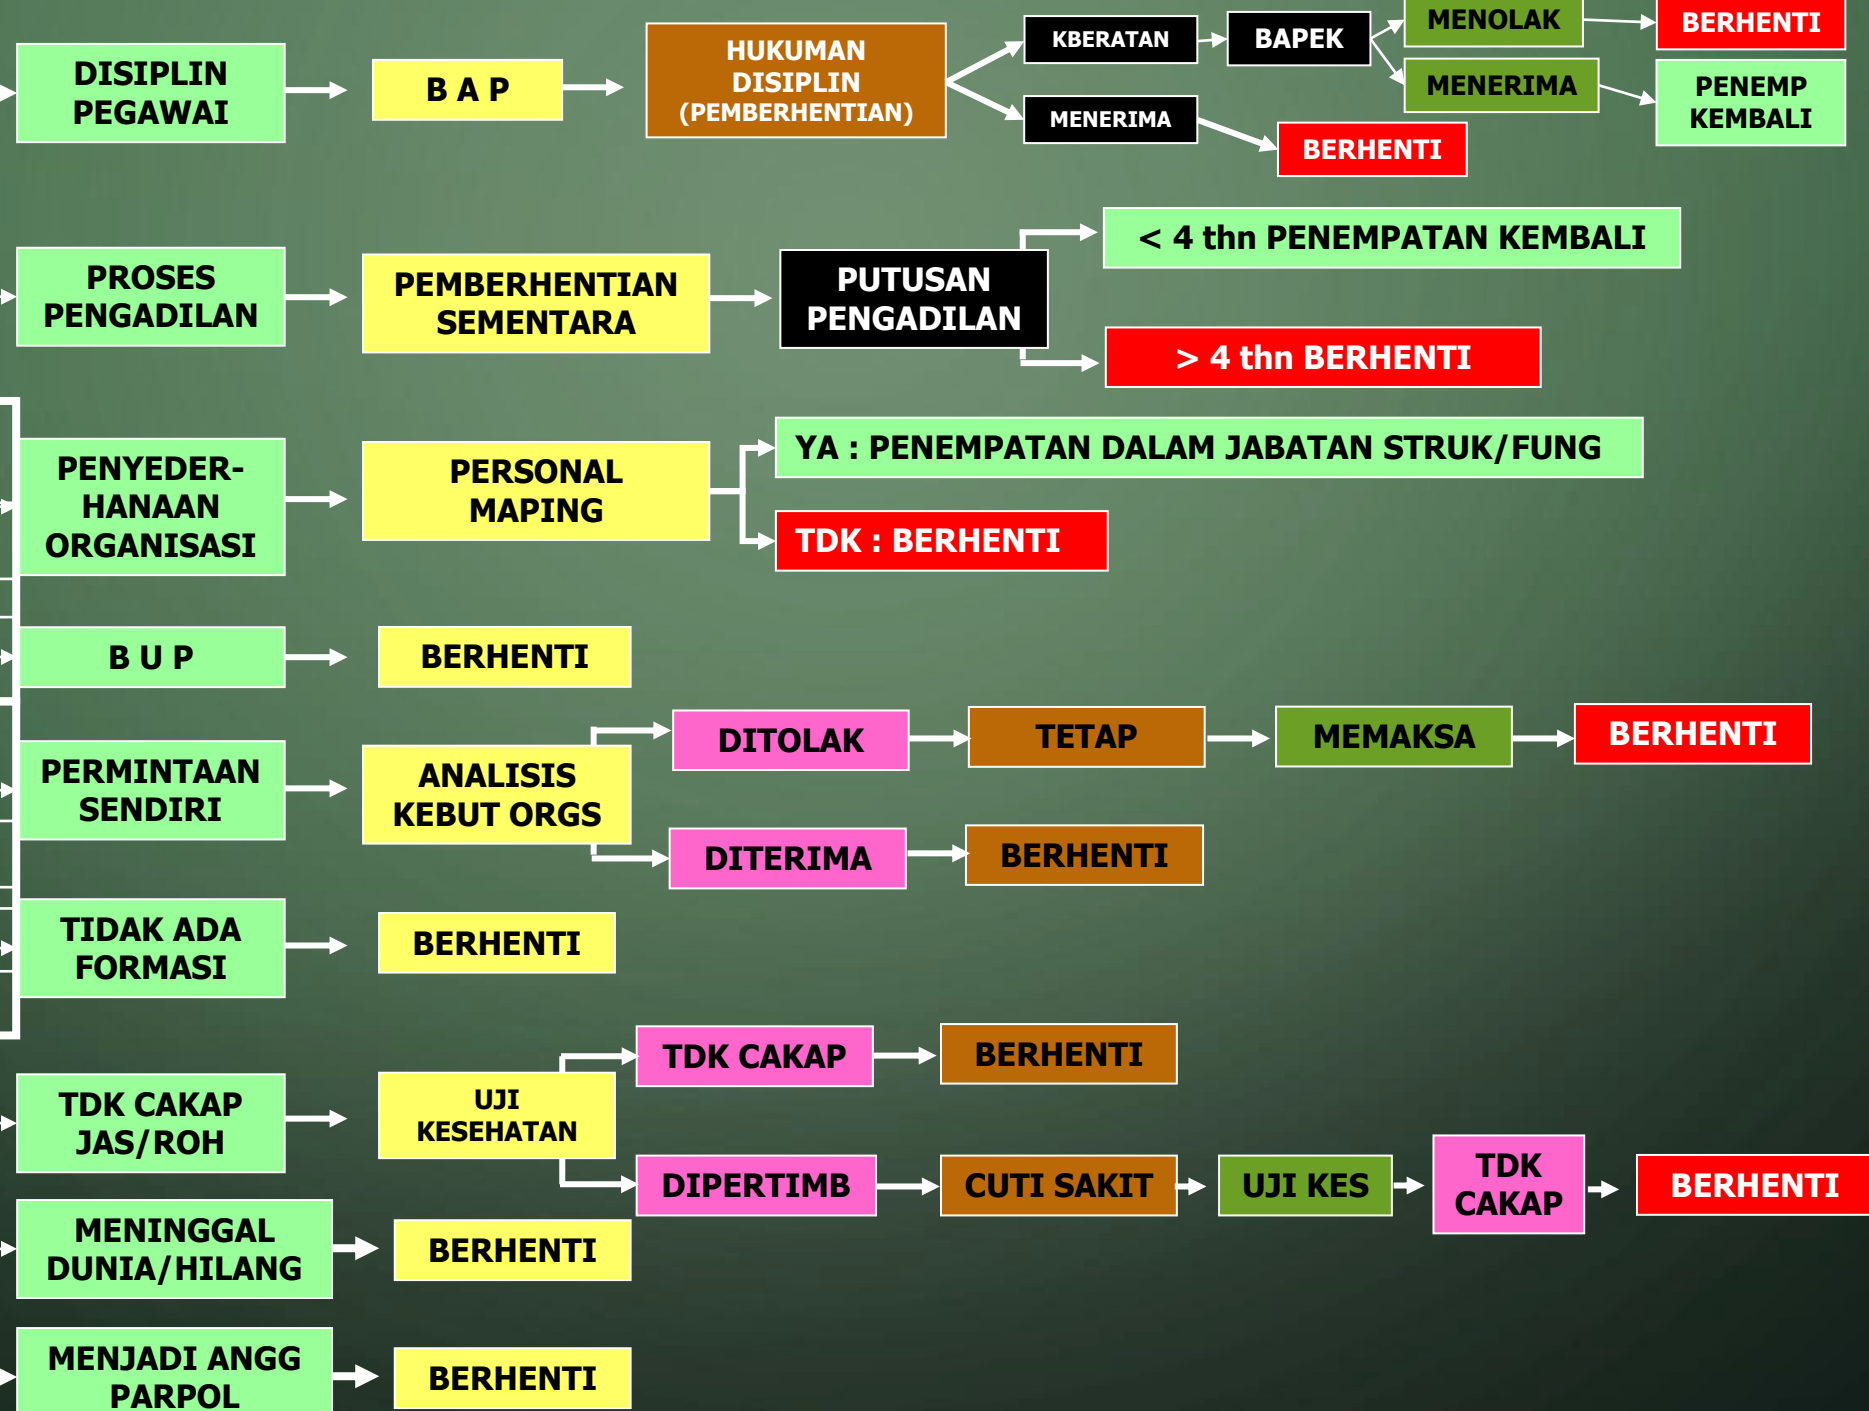 DISIPLIN
PEGAWAI
B A P
HUKUMAN
DISIPLIN
(PEMBERHENTIAN)
KBERATAN
BAPEK
MENOLAK
BERHENTI
MENERIMA
PENEMP
KEMBALI
MENERIMA
BERHENTI
PROSES
PENGADILAN
PEMBERHENTIAN
SEMENTARA
PUTUSAN
PENGADILAN
< 4 thn PENEMPATAN KEMBALI
> 4 thn BERHENTI
PENYEDER-
HANAAN
ORGANISASI
PERSONAL
MAPING
YA : PENEMPATAN DALAM JABATAN STRUK/FUNG
TDK : BERHENTI
B U P
BERHENTI
PERMINTAAN
SENDIRI
ANALISIS
KEBUT ORGS
DITOLAK
TETAP
MEMAKSA
BERHENTI
DITERIMA
BERHENTI
TIDAK ADA
FORMASI
BERHENTI
TDK CAKAP
JAS/ROH
UJI
KESEHATAN
TDK CAKAP
BERHENTI
DIPERTIMB
CUTI SAKIT
UJI KES
TDK
CAKAP
BERHENTI
MENINGGAL
DUNIA/HILANG
BERHENTI
MENJADI ANGG
PARPOL
BERHENTI